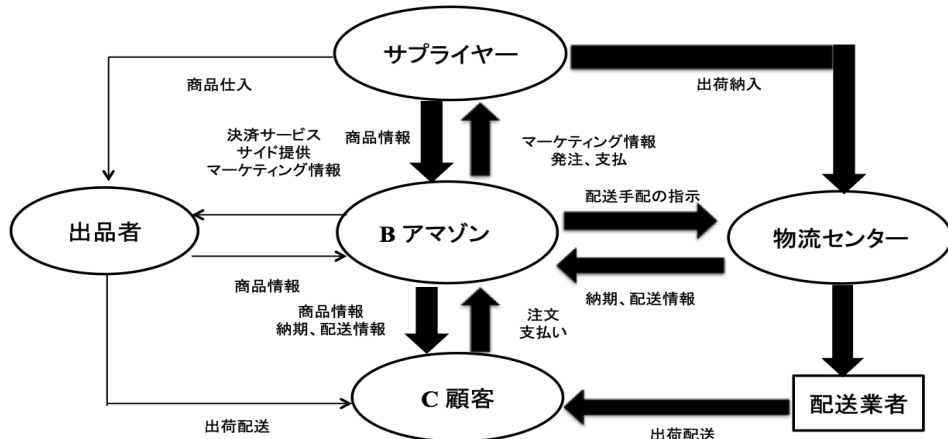 サプライヤー
商品仕入
出荷納入
決済サービス
サイド提供
マーケティング情報
商品情報
マーケティング情報
発注、支払
配送手配の指示
出品者
B アマゾン
物流センター
商品情報
納期、配送情報
商品情報
納期、配送情報
注文
支払い
C 顧客
配送業者
出荷配送
出荷配送